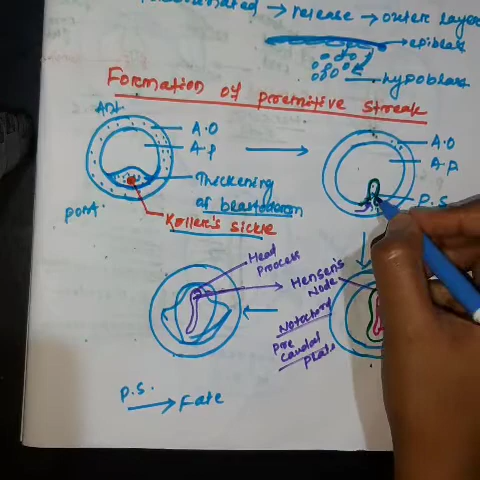 → release → outer layer
→ epiblast
hypoblast
Formation of premitive streak
Ant.
A.O
A.P
Thickening
of beastodorm
Koller's sickle
post.
A.O
A.P
P.S
Head
Process
Hensen's
Node
Notochord
pre
caudal
plate
P.S.
→ Fate